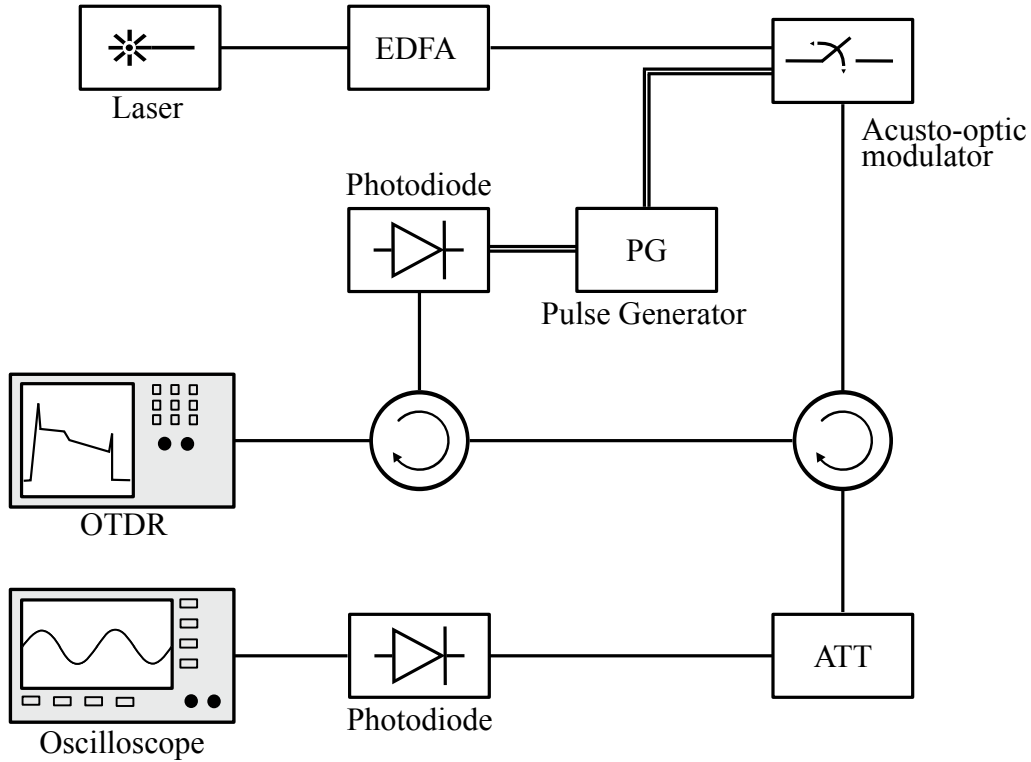 EDFA
Laser
Acusto-optic
modulator
Photodiode
PG
Pulse Generator
OTDR
ATT
Photodiode
Oscilloscope